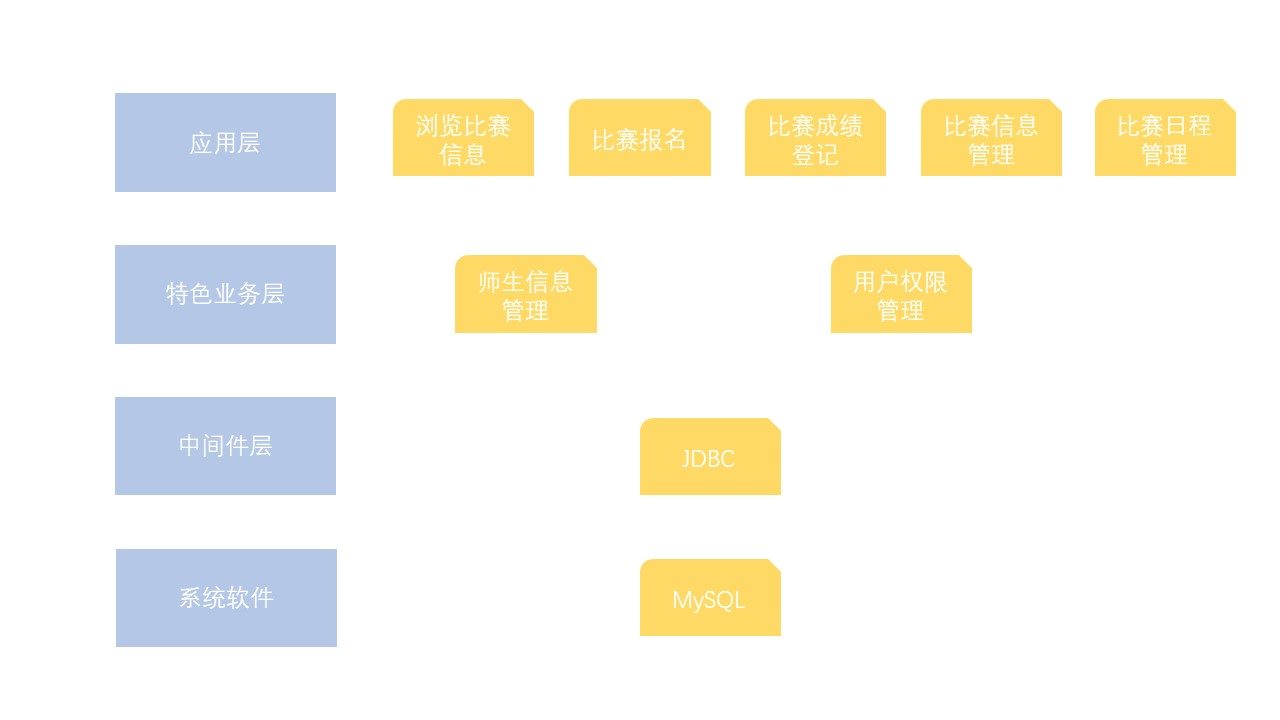 应用层
浏览比赛
信息
比赛报名
比赛成绩
登记
比赛信息
管理
比赛日程
管理
特色业务层
师生信息
管理
用户权限
管理
中间件层
JDBC
系统软件
MySQL